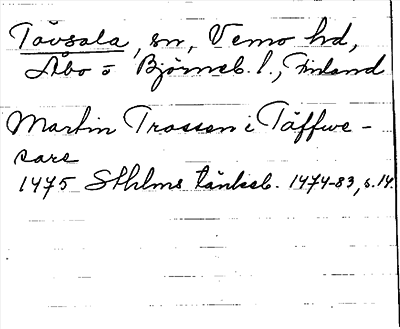 Tövsala, sn, Vemo hd,
Åbo o Björneb. l., Finland
Martin Trossen i Täffwe-
sare
1475 Sthlms tänkeb. 1474-83, s. 14.